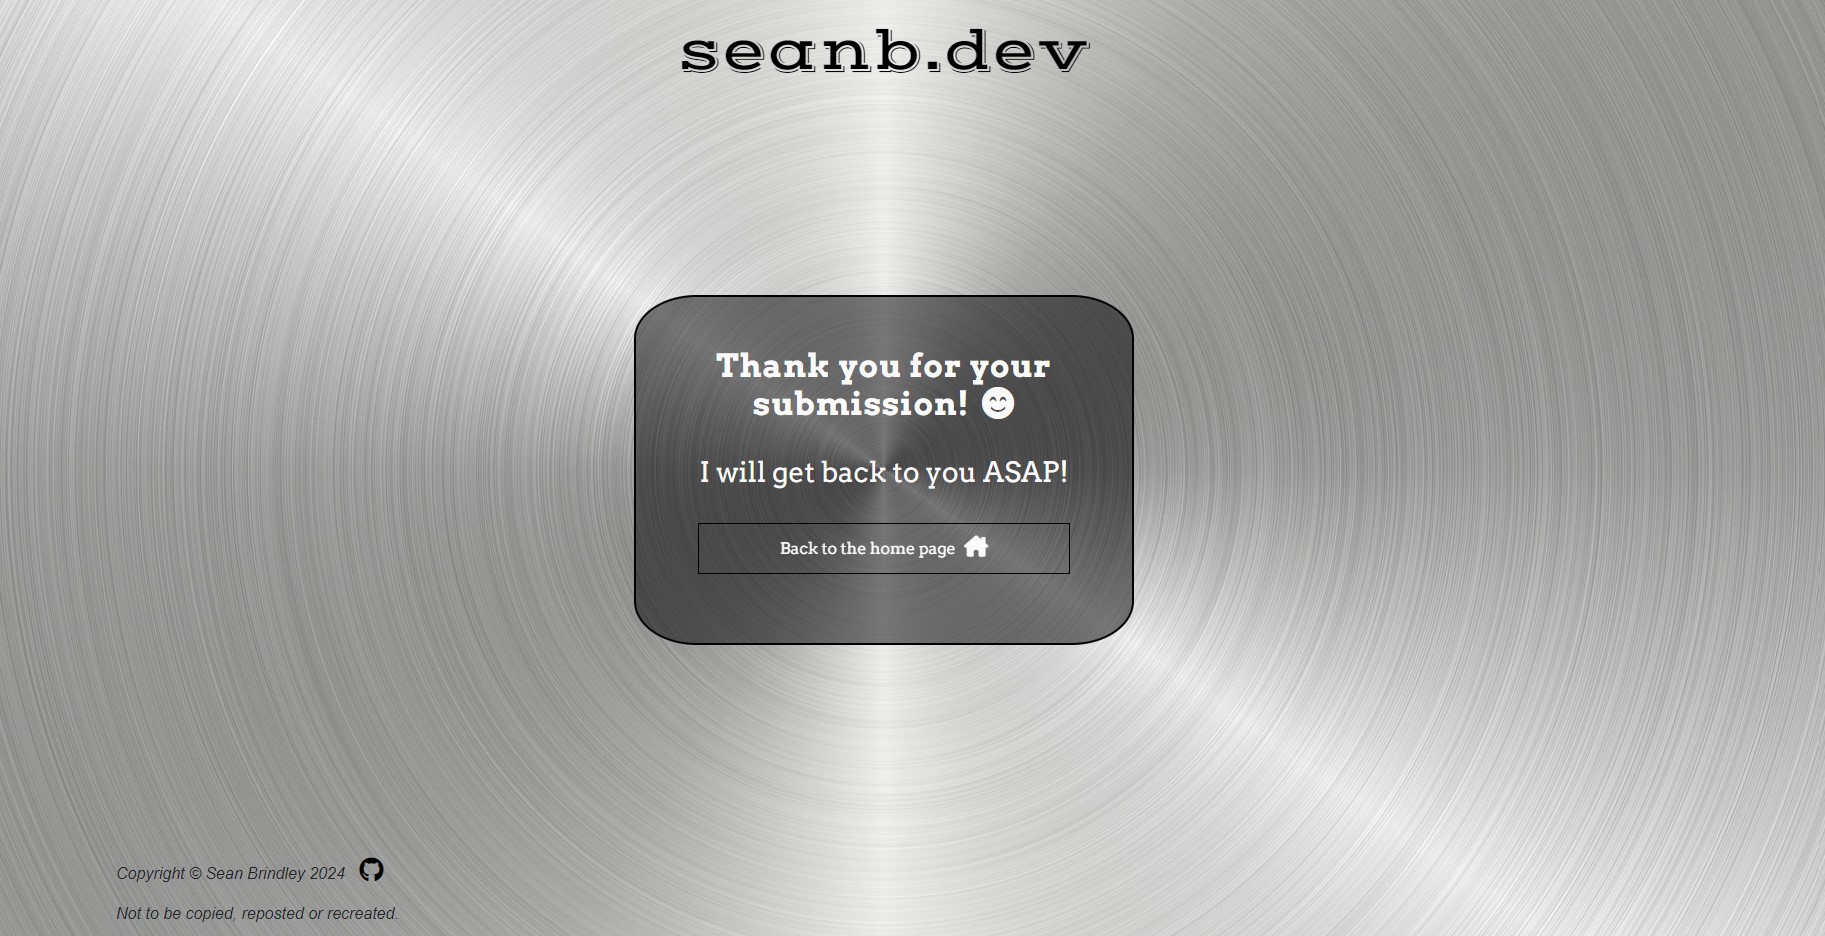 seanb.dev
Thank you for your
submission! 😊
I will get back to you ASAP!
Back to the home page
Copyright © Sean Brindley 2024
Not to be copied, reposted or recreated.